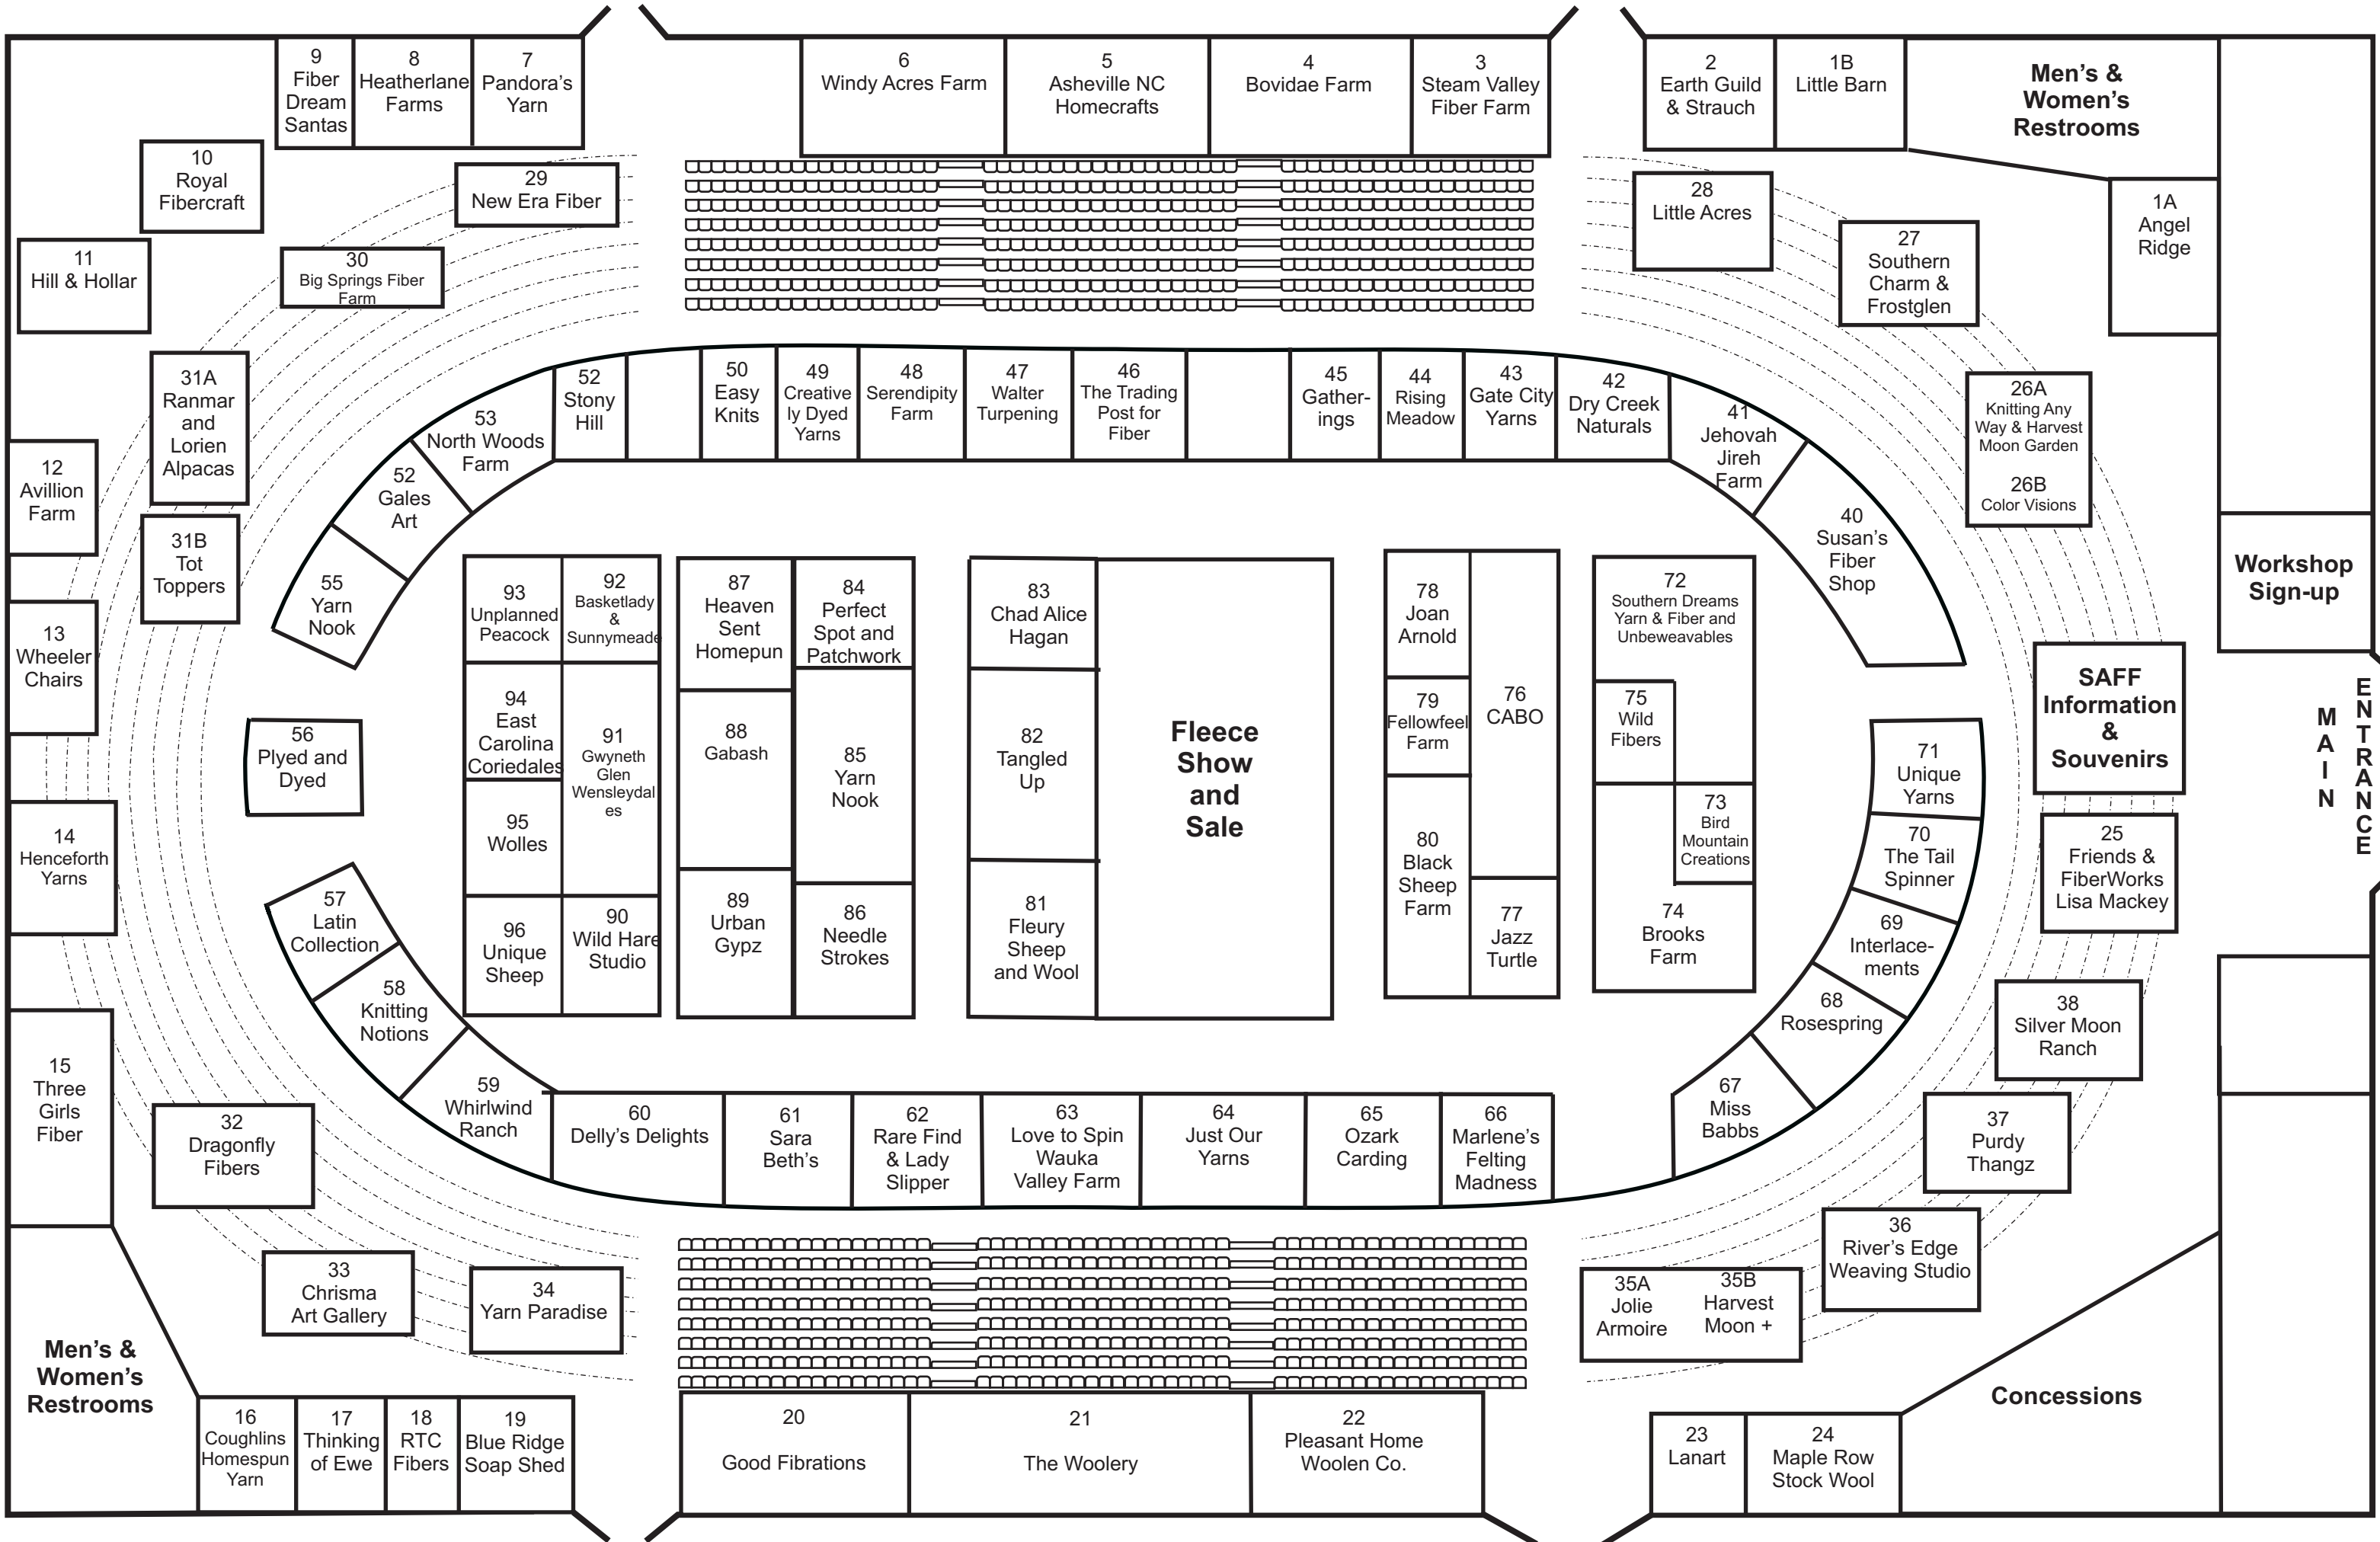 9
Fiber
Dream
Santas
8
Heatherlane
Farms
7
Pandora's
Yarn
6
Windy Acres Farm
5
Asheville NC
Homecrafts
4
Bovidae Farm
3
Steam Valley
Fiber Farm
2
Earth Guild
& Strauch
1B
Little Barn
Men's &
Women's
Restrooms
10
Royal
Fibercraft
29
New Era Fiber
28
Little Acres
1A
Angel
Ridge
11
Hill & Hollar
30
Big Springs Fiber
Farm
27
Southern
Charm &
Frostglen
31A
Ranmar
and
Lorien
Alpacas
26A
Knitting Any
Way & Harvest
Moon Garden
26B
Color Visions
12
Avillion
Farm
31B
Tot
Toppers
13
Wheeler
Chairs
55
Yarn
Nook
52
Gales
Art
53
North Woods
Farm
52
Stony
Hill
50
Easy
Knits
49
Creative
ly Dyed
Yarns
48
Serendipity
Farm
47
Walter
Turpening
46
The Trading
Post for
Fiber
45
Gather-
ings
44
Rising
Meadow
43
Gate City
Yarns
42
Dry Creek
Naturals
41
Jehovah
Jireh
Farm
40
Susan's
Fiber
Shop
Workshop
Sign-up
93
Unplanned
Peacock
92
Basketlady
&
Sunnymeade
94
East
Carolina
Coriedales
91
Gwyneth
Glen
Wensleydal
es
95
Wolles
96
Unique
Sheep
90
Wild Hare
Studio
87
Heaven
Sent
Homepun
84
Perfect
Spot and
Patchwork
88
Gabash
85
Yarn
Nook
89
Urban
Gypz
86
Needle
Strokes
83
Chad Alice
Hagan
82
Tangled
Up
81
Fleury
Sheep
and Wool
Fleece
Show
and
Sale
78
Joan
Arnold
79
Fellowfeel
Farm
76
CABO
80
Black
Sheep
Farm
77
Jazz
Turtle
72
Southern Dreams
Yarn & Fiber and
Unbeweavables
75
Wild
Fibers
73
Bird
Mountain
Creations
74
Brooks
Farm
SAFF
Information
&
Souvenirs
MAIN
ENTRANCE
56
Plyed and
Dyed
71
Unique
Yarns
70
The Tail
Spinner
69
Interlace-
ments
68
Rosespring
67
Miss
Babbs
25
Friends &
FiberWorks
Lisa Mackey
38
Silver Moon
Ranch
37
Purdy
Thangz
36
River's Edge
Weaving Studio
35A
Jolie
Armoire
35B
Harvest
Moon +
14
Henceforth
Yarns
57
Latin
Collection
58
Knitting
Notions
59
Whirlwind
Ranch
60
Delly's Delights
61
Sara
Beth's
62
Rare Find
& Lady
Slipper
63
Love to Spin
Wauka
Valley Farm
64
Just Our
Yarns
65
Ozark
Carding
66
Marlene's
Felting
Madness
15
Three
Girls
Fiber
32
Dragonfly
Fibers
33
Chrisma
Art Gallery
34
Yarn Paradise
Men's &
Women's
Restrooms
16
Coughlins
Homespun
Yarn
17
Thinking
of Ewe
18
RTC
Fibers
19
Blue Ridge
Soap Shed
20
Good Fibrations
21
The Woolery
22
Pleasant Home
Woolen Co.
23
Lanart
24
Maple Row
Stock Wool
Concessions